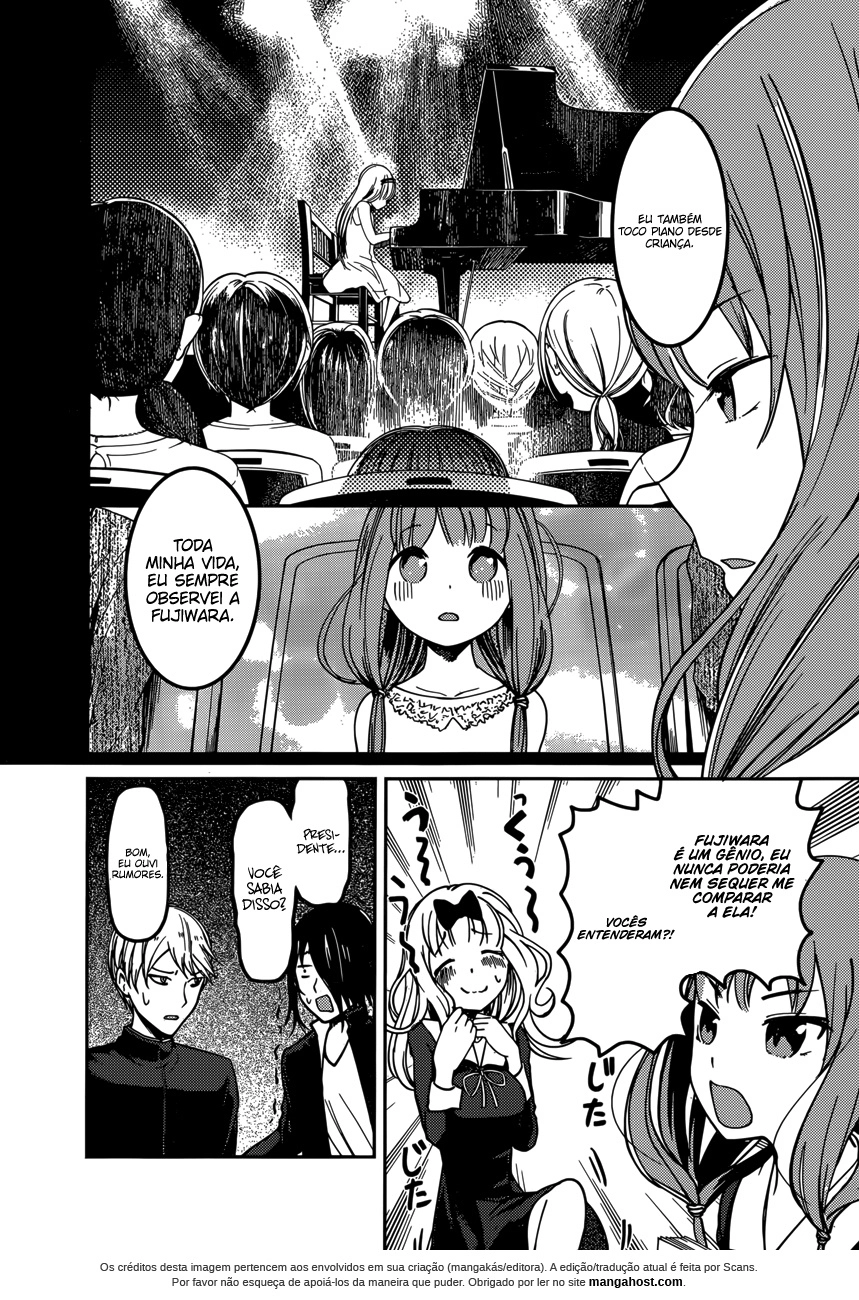 EU TAMBÉM
TOCO PIANO DESDE
CRIANÇA.
TODA
MINHA VIDA,
EU SEMPRE
OBSERVEI A
FUJIWARA.
FUJIWARA
É UM GÊNIO, EU
NUNCA PODERIA
NEM SEQUER ME
COMPARAR
A ELA!
VOCÊS
ENTENDERAM?!
っくぅ〜
うぅ〜
じた
じた
PRESI-
DENTE...
VOCÊ
SABIA
DISSO?
BOM,
EU OUVI
RUMORES.
Os créditos desta imagem pertencem aos envolvidos em sua criação (mangakás/editora). A edição/tradução atual é feita por Scans.
Por favor não esqueça de apoiá-los da maneira que puder. Obrigado por ler no site mangahost.com.